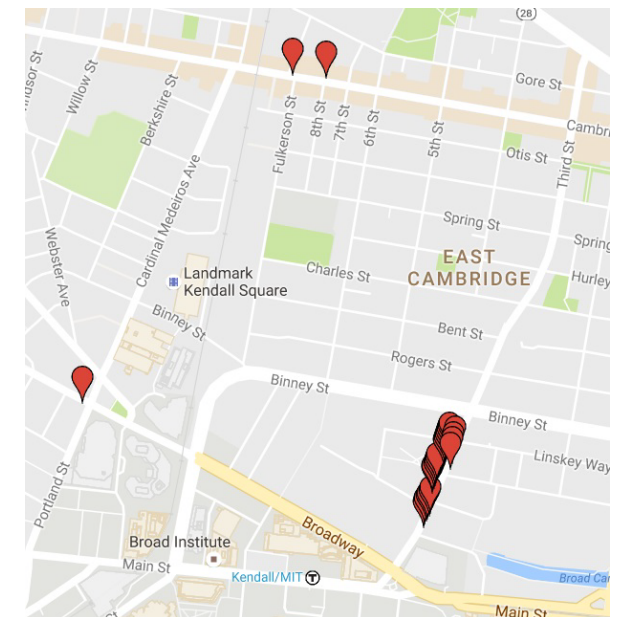 28
Gore St
Cambri
ndsor St
Willow St
Berkshire St
Fulkerson St
8th St
7th St
6th St
5th St
Otis St
Third St
Cardinal Medeiros Ave
Webster Ave
Spring St
Spring
EAST
CAMBRIDGE
Charles St
Hurley
Landmark
Kendall Square
Binney St
Bent St
Rogers St
Binney St
Binney St
Linskey Way
Portland St
Broadway
Broad Institute
Main St
Kendall/MIT T
Broad Can
Main St